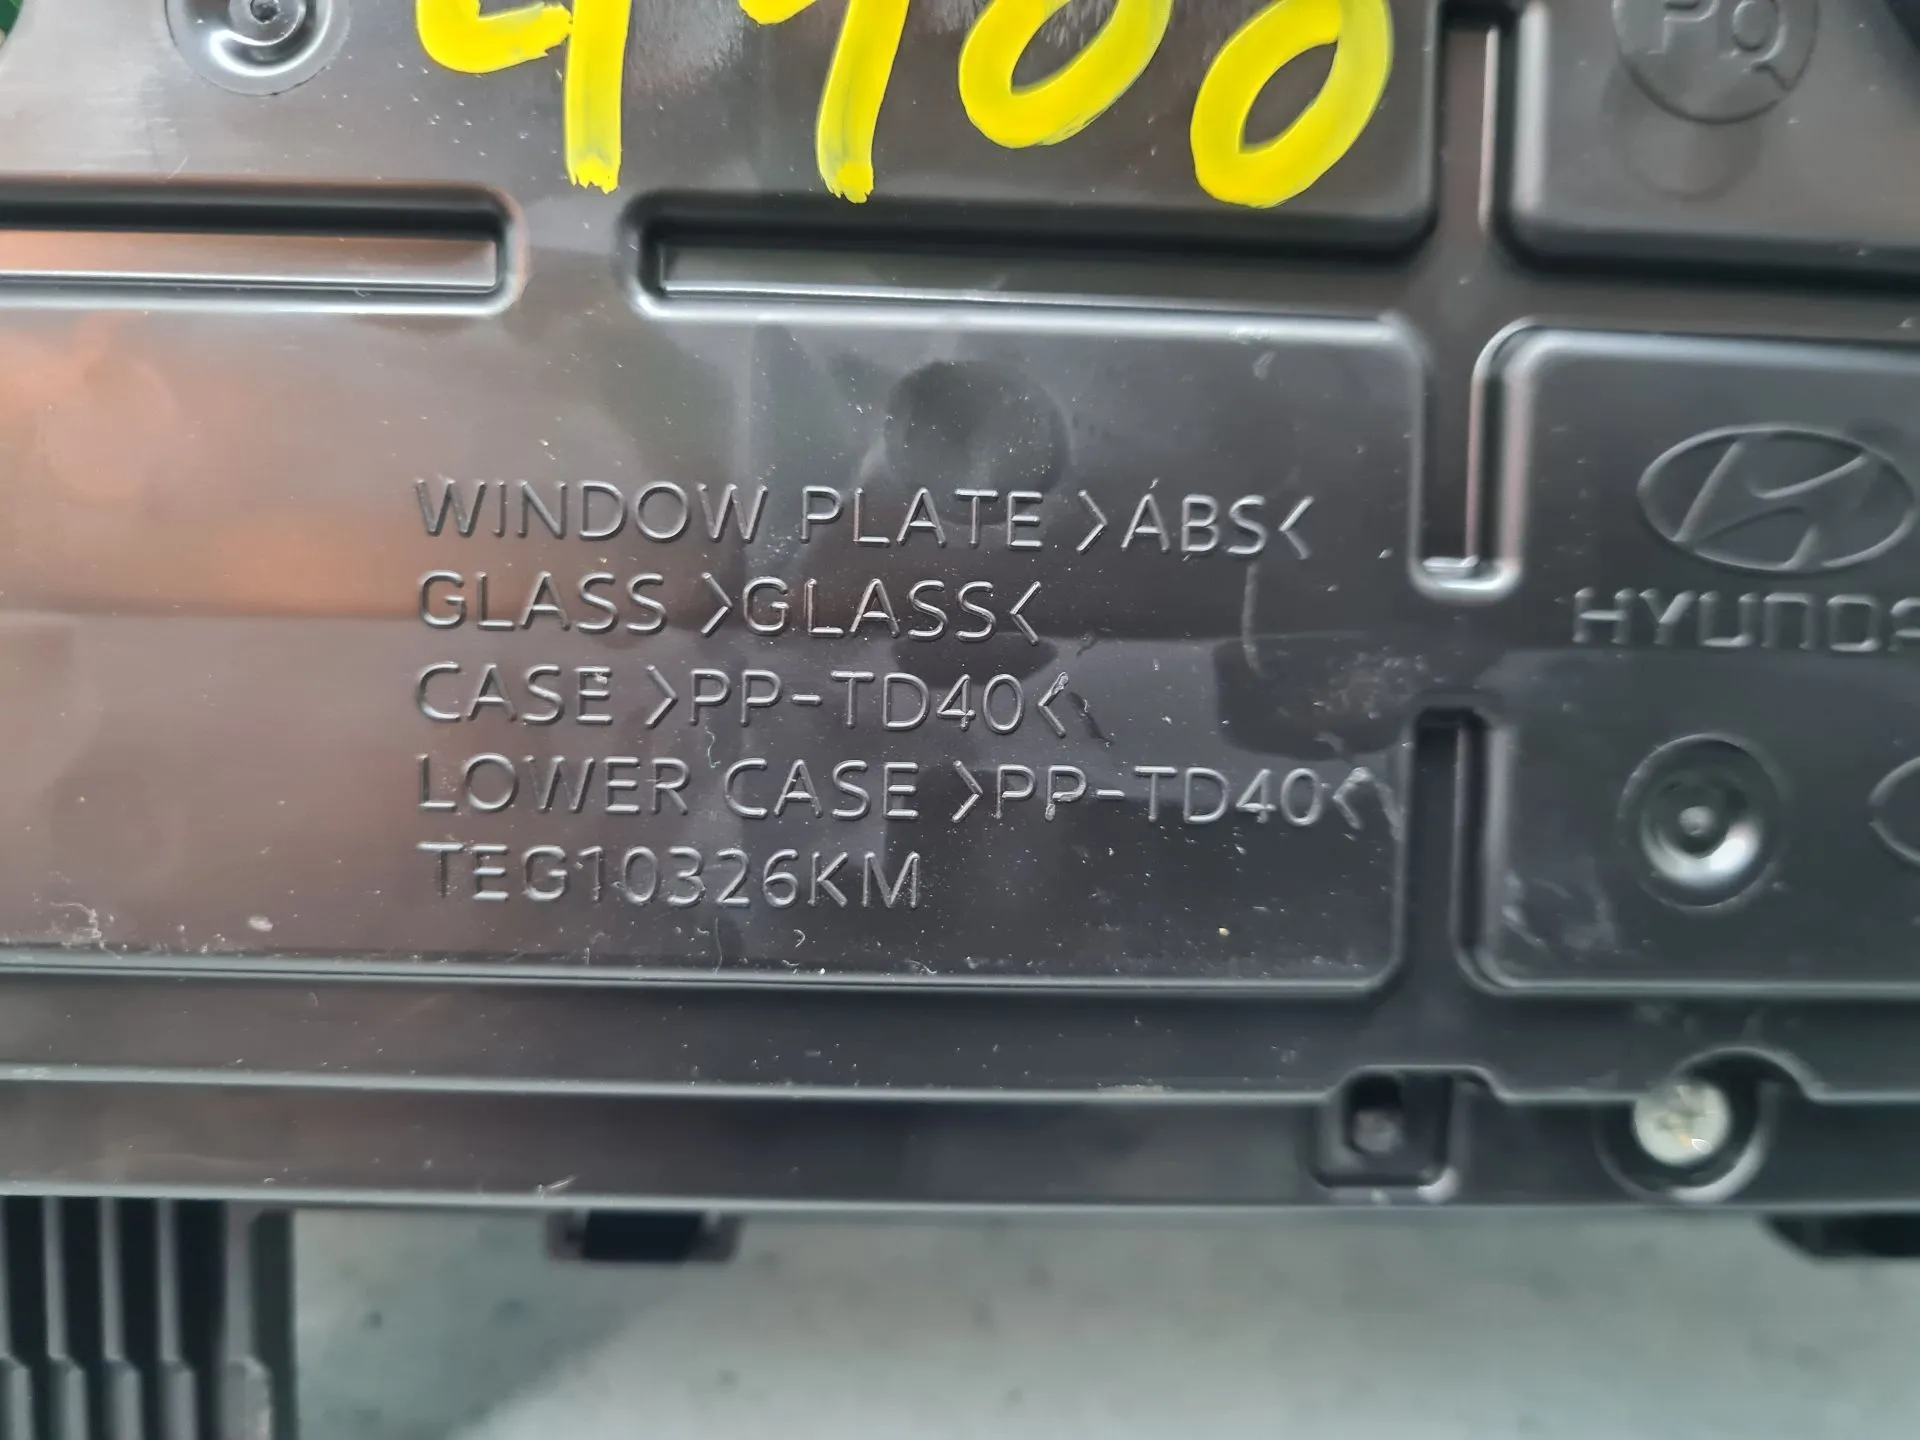 WINDOW PLATE >ABS<
GLASS >GLASS<
CASE >PP-TD40<
LOWER CASE >PP-TD40<
TEG10326KM